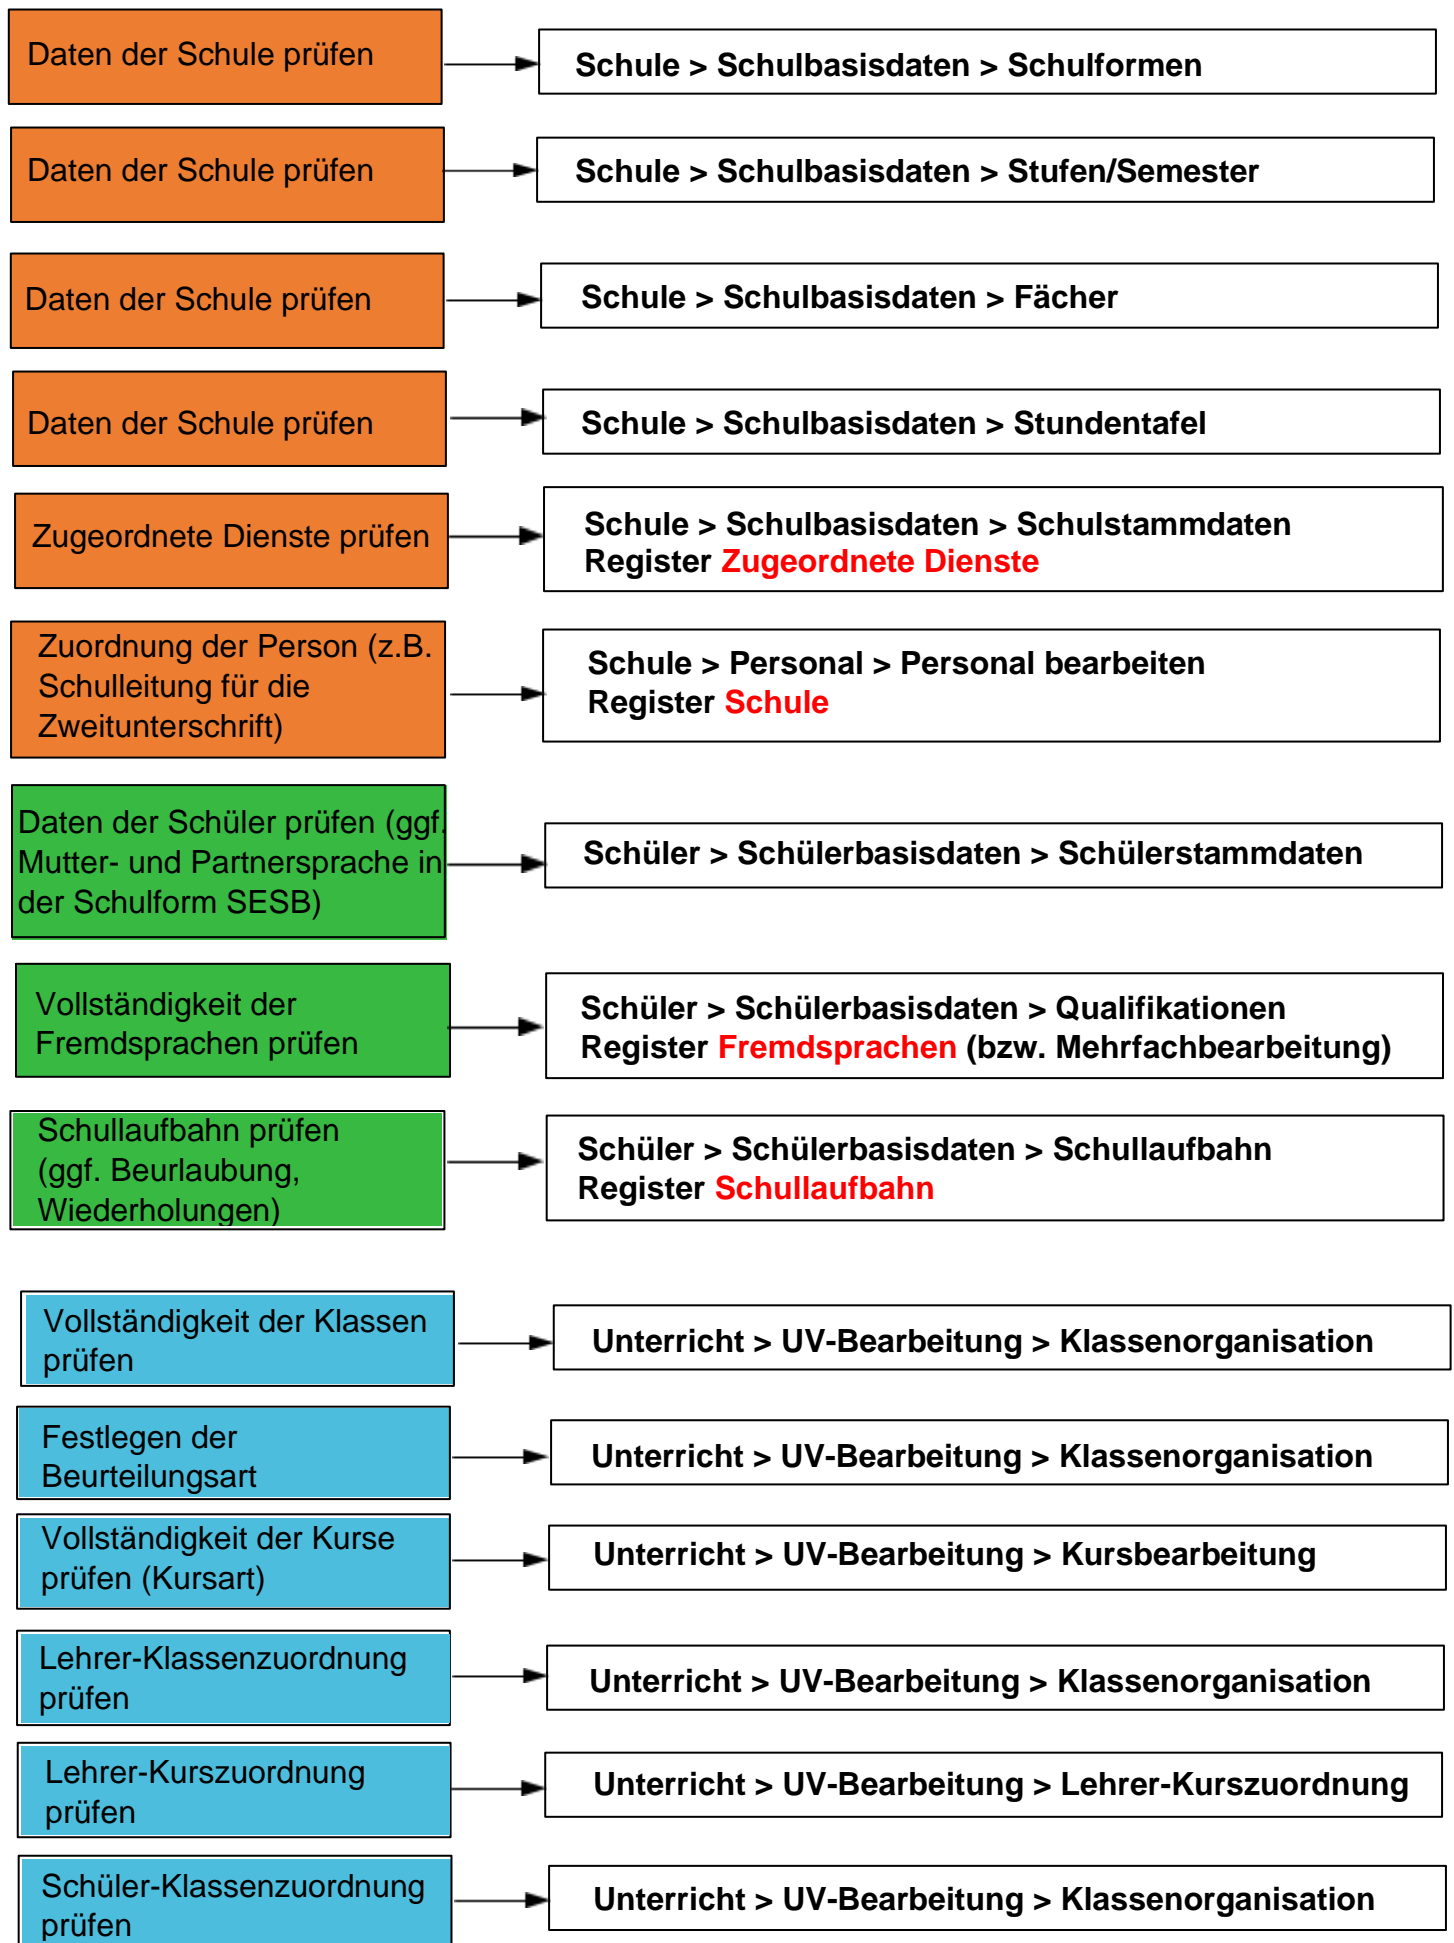 Daten der Schule prüfen
Schule > Schulbasisdaten > Schulformen
Daten der Schule prüfen
Schule > Schulbasisdaten > Stufen/Semester
Daten der Schule prüfen
Schule > Schulbasisdaten > Fächer
Daten der Schule prüfen
Schule > Schulbasisdaten > Stundentafel
Zugeordnete Dienste prüfen
Schule > Schulbasisdaten > Schulstammdaten
Register Zugeordnete Dienste
Zuordnung der Person (z.B.
Schulleitung für die
Zweitunterschrift)
Schule > Personal > Personal bearbeiten
Register Schule
Daten der Schüler prüfen (ggf.
Mutter- und Partnersprache in
der Schulform SESB)
Schüler > Schülerbasisdaten > Schülerstammdaten
Vollständigkeit der
Fremdsprachen prüfen
Schüler > Schülerbasisdaten > Qualifikationen
Register Fremdsprachen (bzw. Mehrfachbearbeitung)
Schullaufbahn prüfen
(ggf. Beurlaubung,
Wiederholungen)
Schüler > Schülerbasisdaten > Schullaufbahn
Register Schullaufbahn
Vollständigkeit der Klassen
prüfen
Unterricht > UV-Bearbeitung > Klassenorganisation
Festlegen der
Beurteilungsart
Unterricht > UV-Bearbeitung > Klassenorganisation
Vollständigkeit der Kurse
prüfen (Kursart)
Unterricht > UV-Bearbeitung > Kursbearbeitung
Lehrer-Klassenzuordnung
prüfen
Unterricht > UV-Bearbeitung > Klassenorganisation
Lehrer-Kurszuordnung
prüfen
Unterricht > UV-Bearbeitung > Lehrer-Kurszuordnung
Schüler-Klassenzuordnung
prüfen
Unterricht > UV-Bearbeitung > Klassenorganisation